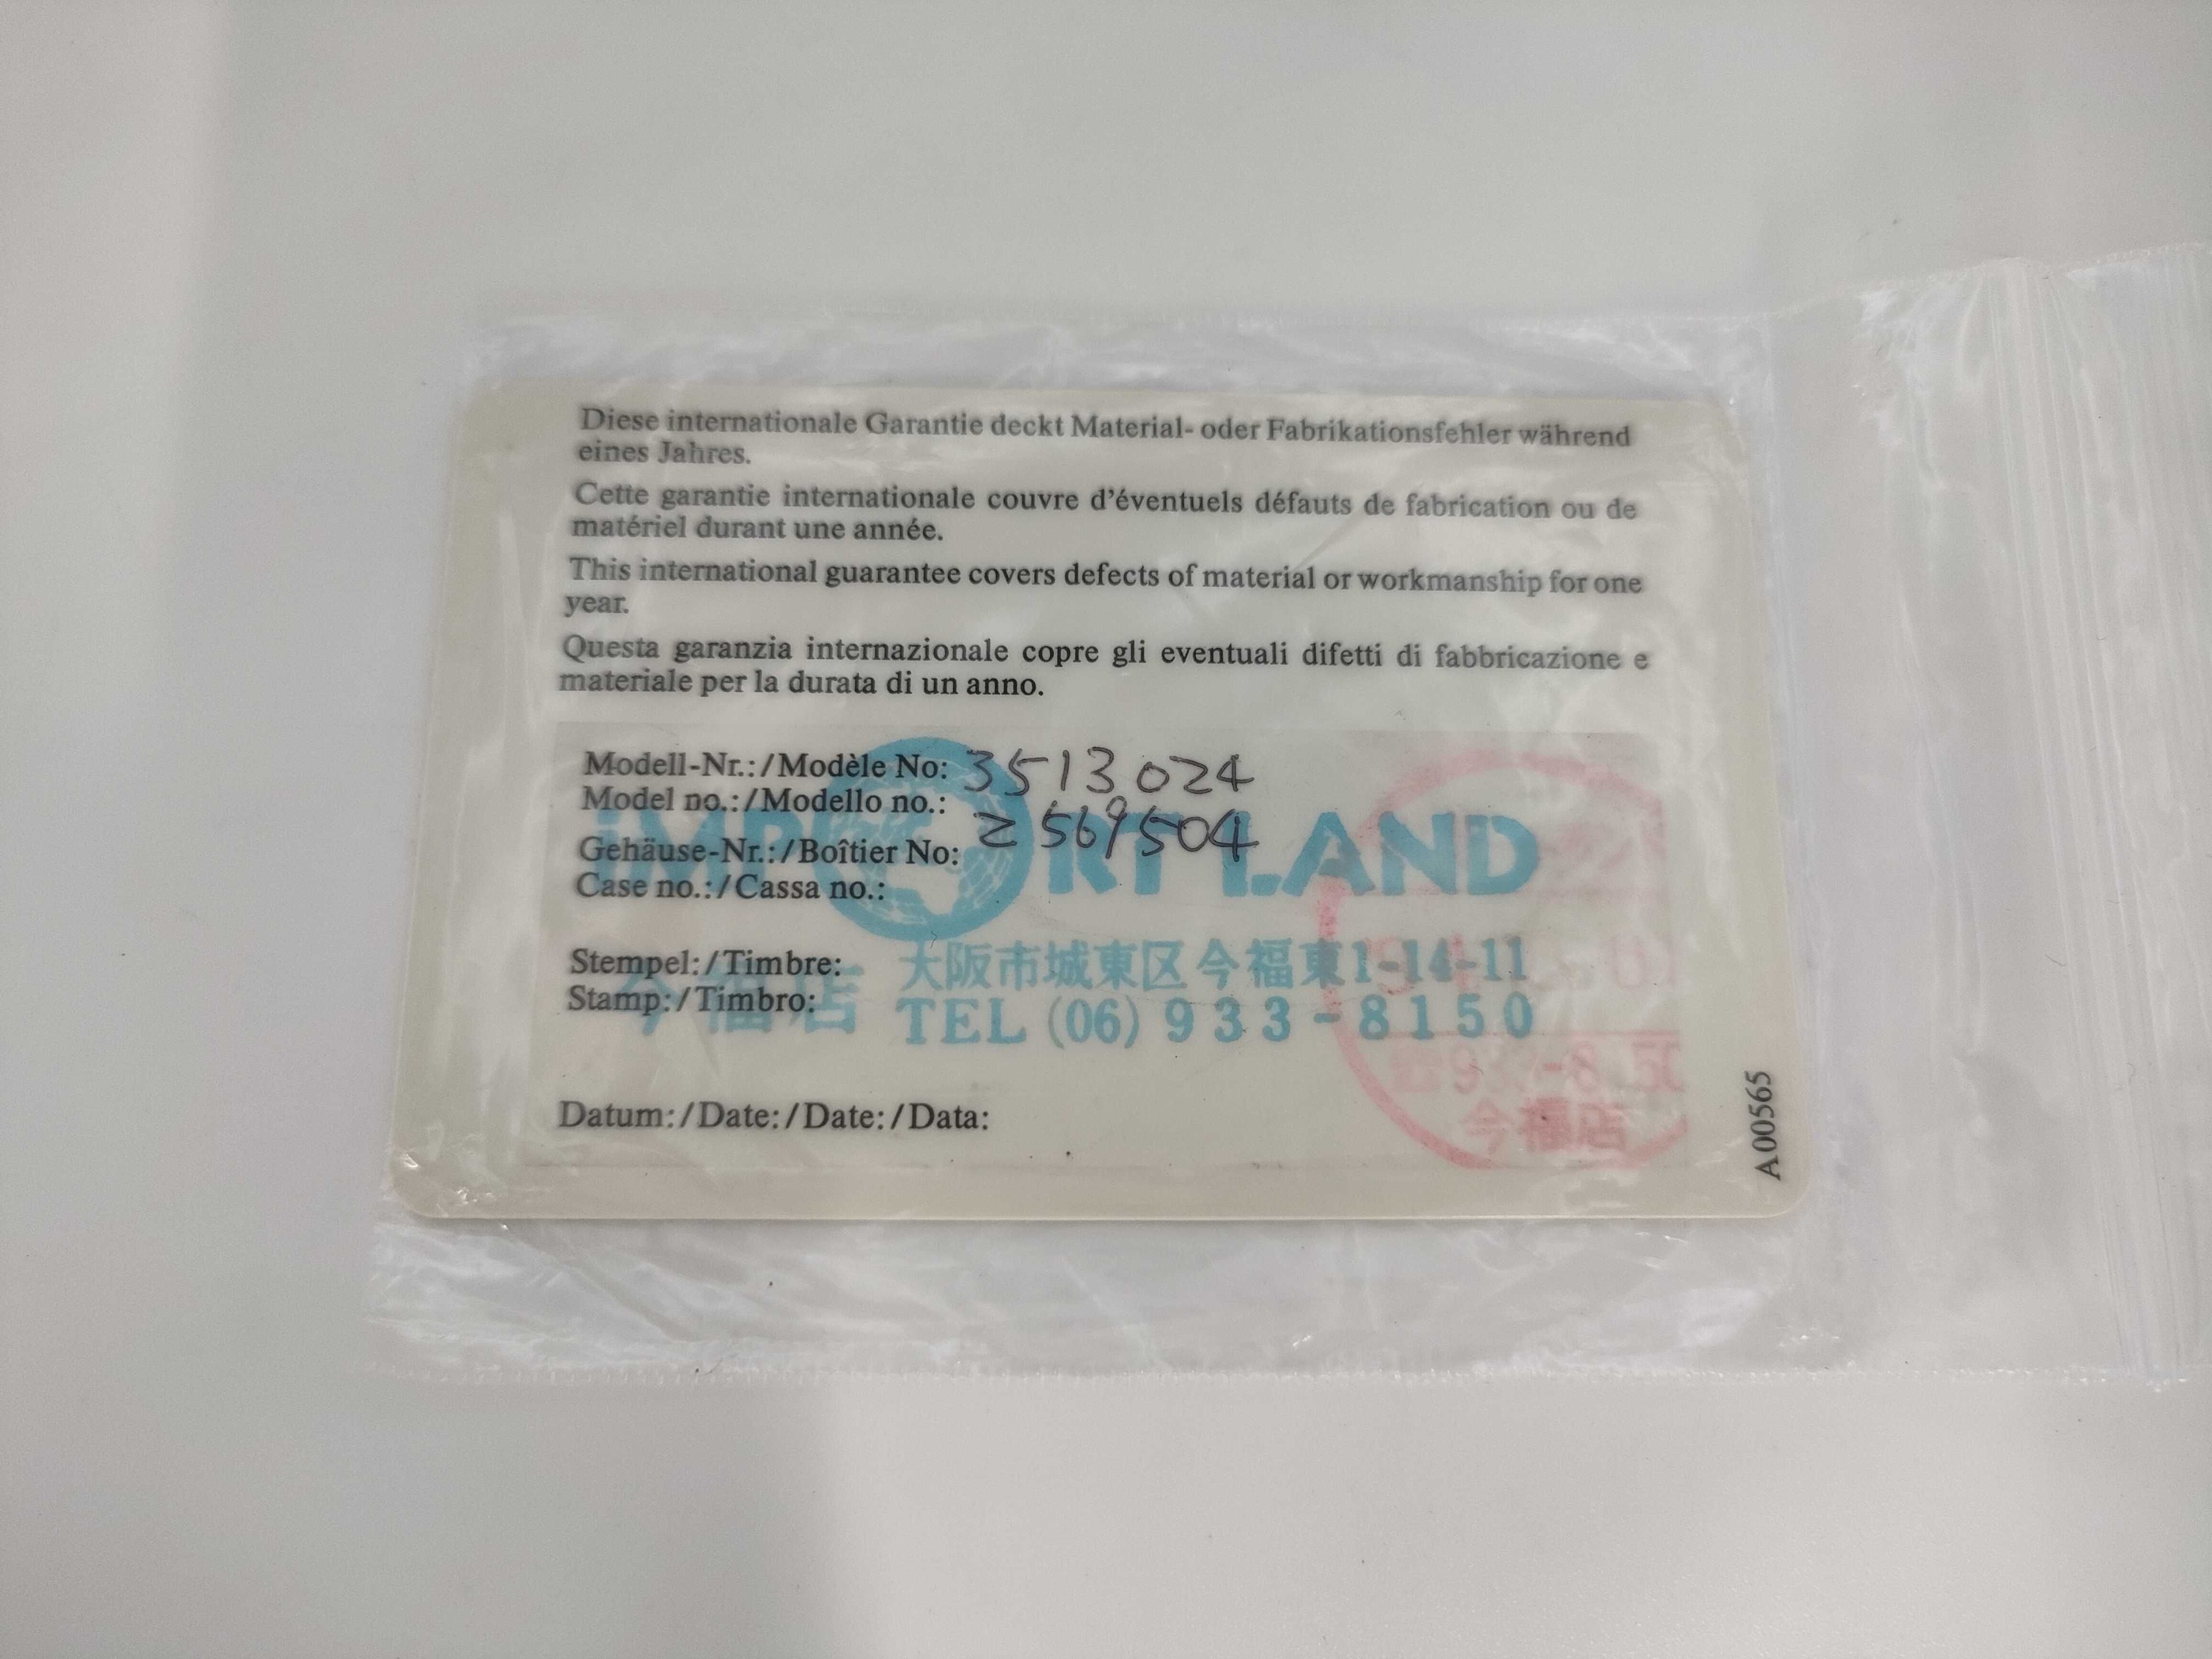 Diese internationale Garantie deckt Material- oder Fabrikationsfehler während
eines Jahres.
Cette garantie internationale couvre d'éventuels défauts de fabrication ou de
matériel durant une année.
This international guarantee covers defects of material or workmanship for one
year.
Questa garanzia internazionale copre gli eventuali difetti di fabbricazione e
materiale per la durata di un anno.
Modell-Nr.:/Modèle No: 3513024
Model no.:/Modello no.:
2569504
IMPORT LAND
Gehäuse-Nr.:/Boîtier No:
Case no.:/Cassa no.:
Stempel:/Timbre: 大阪市城東区今福東1-14-11
Stamp:/Timbro:
今福店 TEL (06) 933-8150
今福店
Datum:/Date:/Date:/Data:
A00565